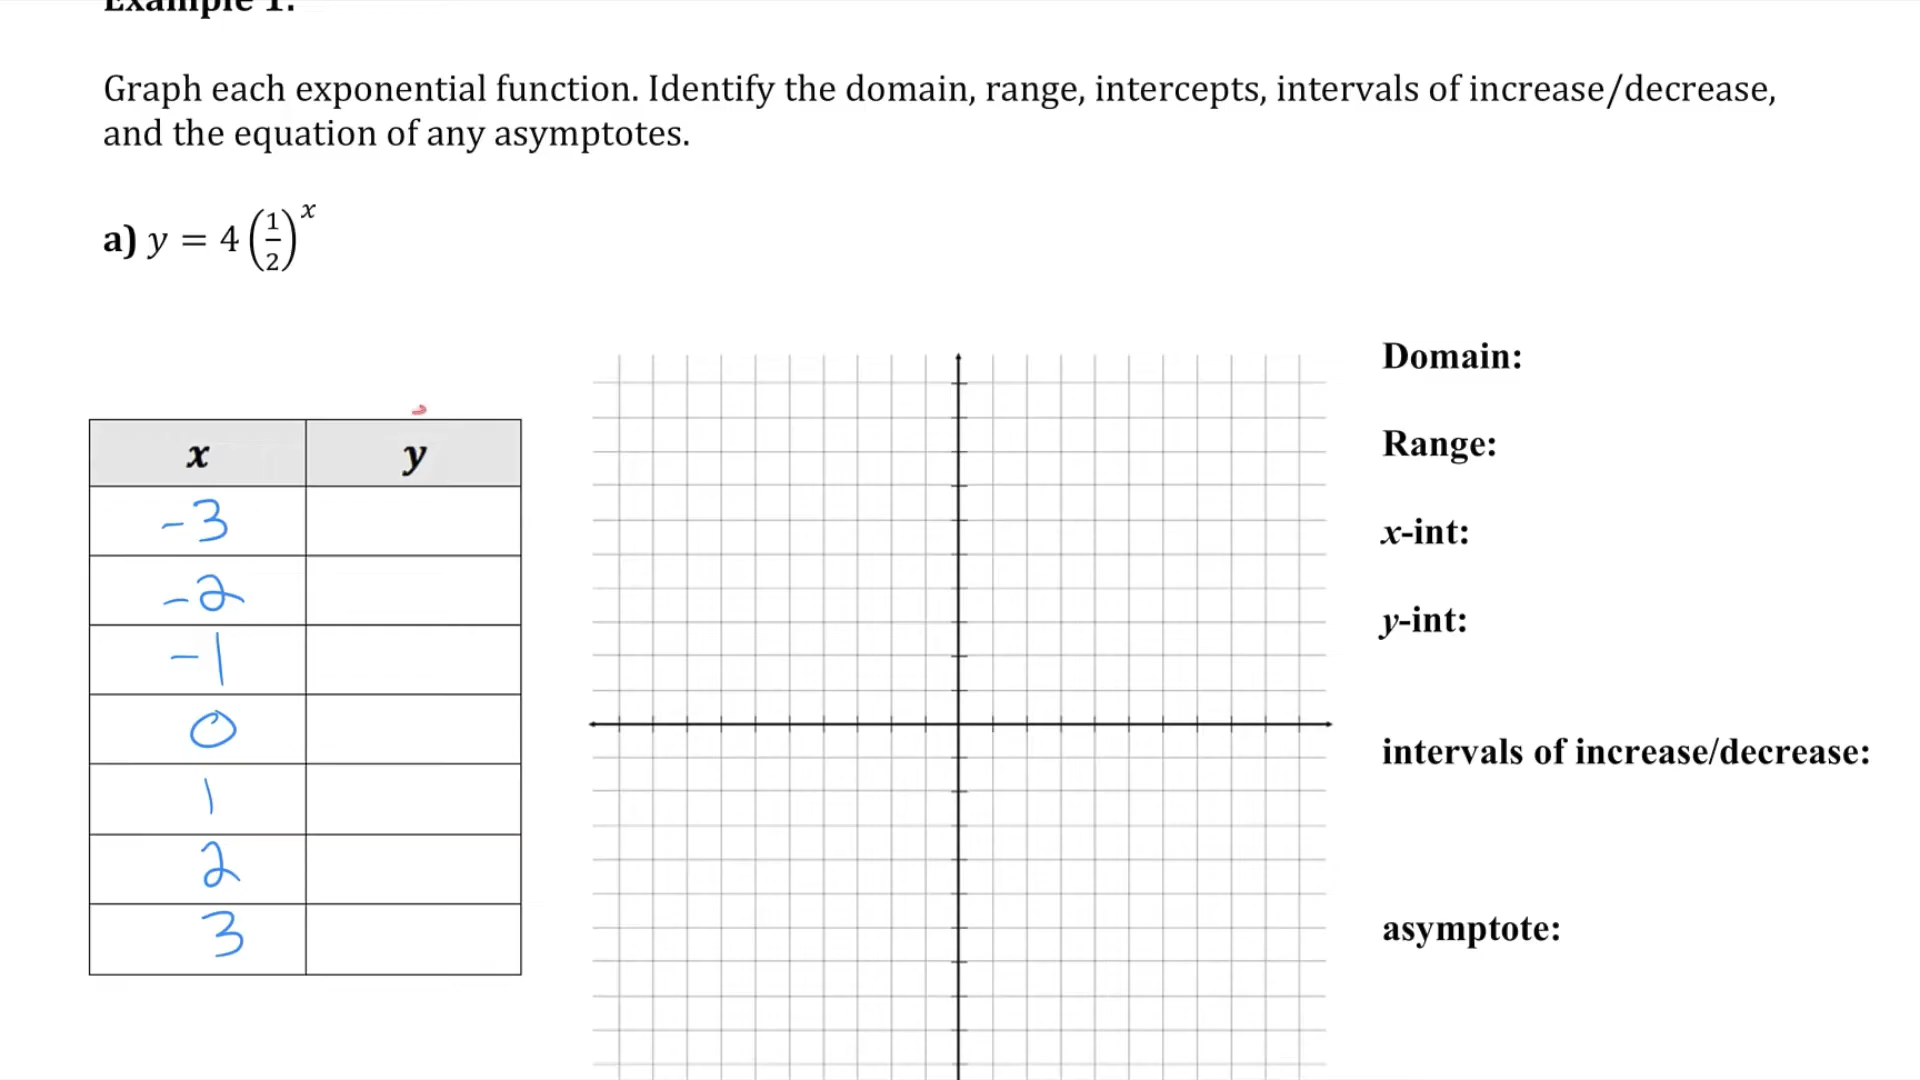 Example 1:
Graph each exponential function. Identify the domain, range, intercepts, intervals of increase/decrease,
and the equation of any asymptotes.
a) y = 4(1/2)^x
x y
-3
-2
-1
0
1
2
3
Domain:
Range:
x-int:
y-int:
intervals of increase/decrease:
asymptote: